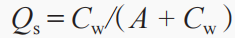 Qs = Cw/(A + Cw)